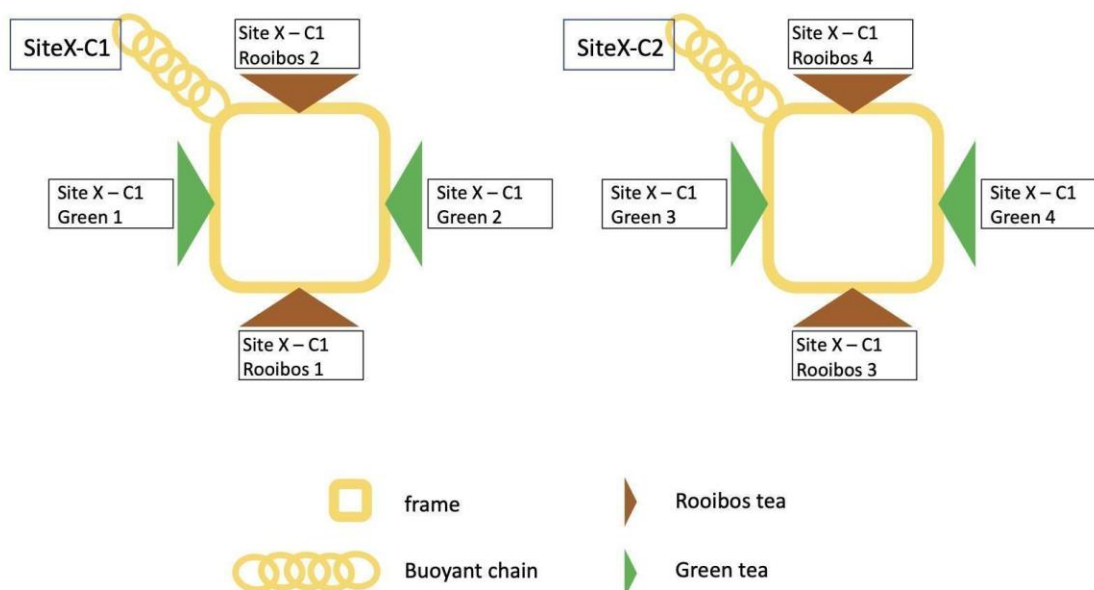 SiteX-C1
Site X – C1
Rooibos 2
Site X – C1
Green 1
Site X – C1
Green 2
Site X – C1
Rooibos 1
SiteX-C2
Site X – C1
Rooibos 4
Site X – C1
Green 3
Site X – C1
Green 4
Site X – C1
Rooibos 3
frame
Rooibos tea
Buoyant chain
Green tea